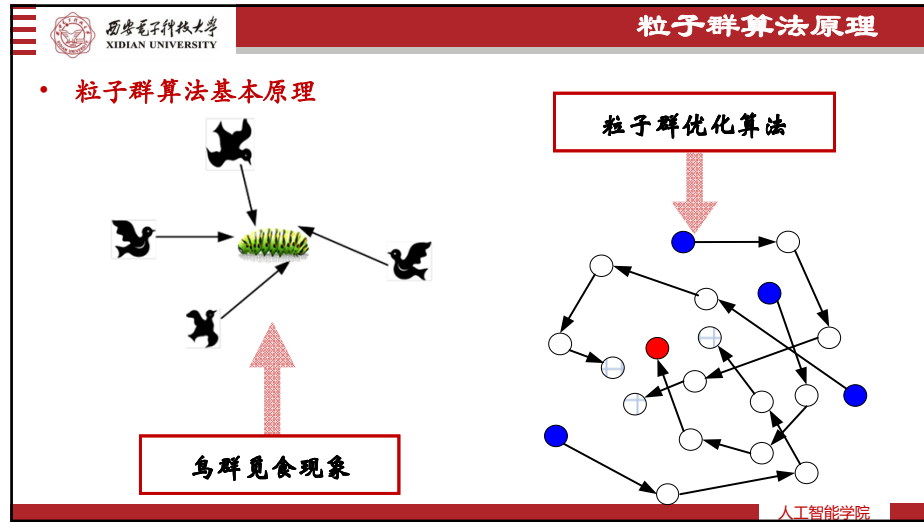 西安电子科技大学
XIDIAN UNIVERSITY
粒子群算法原理
• 粒子群算法基本原理
粒子群优化算法
鸟群觅食现象
人工智能学院